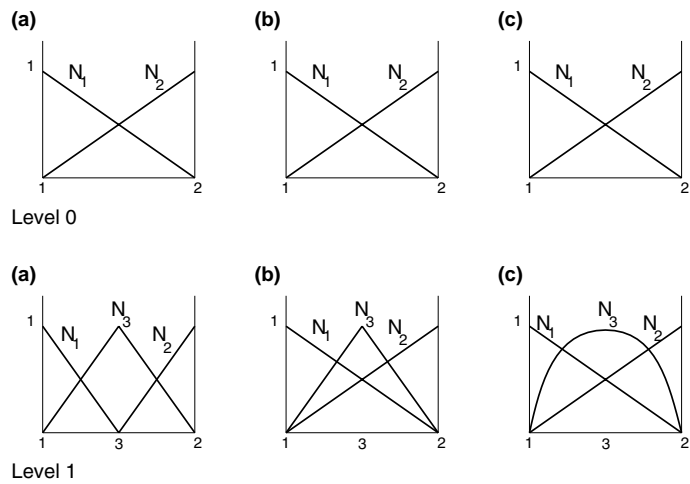 (a) (b) (c)
1 N1 N2 1 N1 N2 1 N1 N2
1 2 1 2 1 2
Level 0
(a) (b) (c)
1 N1 N3 N2 1 N1 N3 N2 1 N1 N3 N2
1 3 2 1 3 2 1 3 2
Level 1